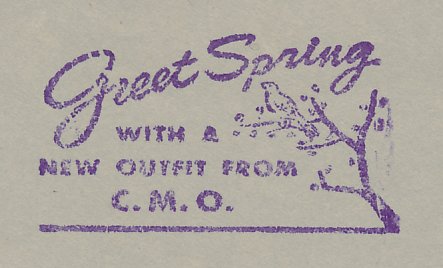 Greet Spring
WITH A
NEW OUTFIT FROM
C.M.O.